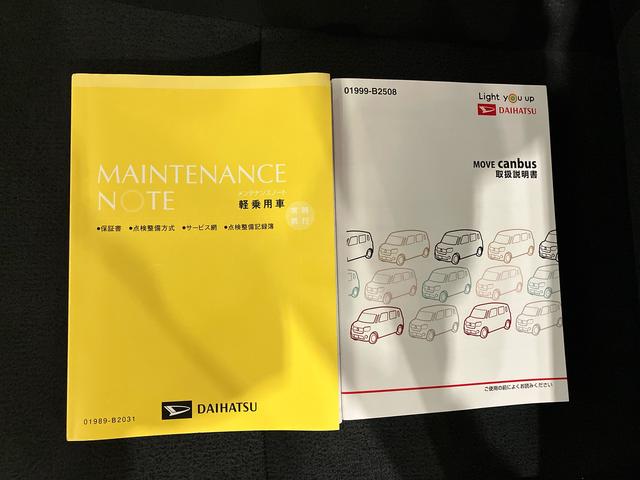 MAINTENANCE
NOTE
メンテナンスノート
軽乗用車
●保証書 ●点検整備方式 ●サービス網 ●点検整備記録簿
DAIHATSU
01989-B2031
01999-B2508
Light you up
DAIHATSU
MOVE canbus
取扱説明書
ご使用の前によくお読みください